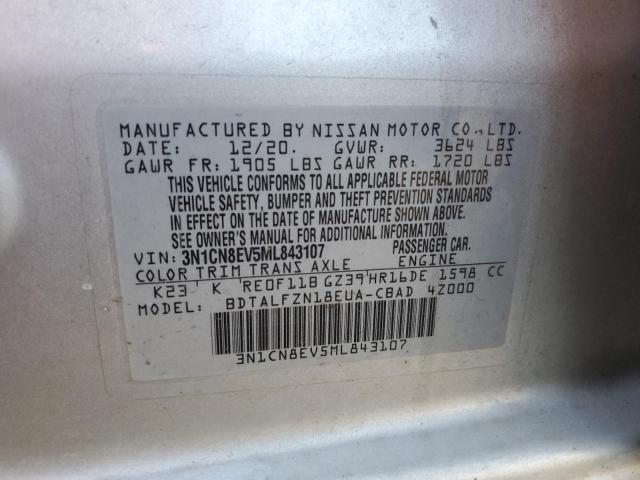 MANUFACTURED BY NISSAN MOTOR CO.,LTD.
DATE: 12/20. GVWR: 3624 LBS
GAWR FR: 1905 LBS GAWR RR: 1720 LBS
THIS VEHICLE CONFORMS TO ALL APPLICABLE FEDERAL MOTOR
VEHICLE SAFETY, BUMPER AND THEFT PREVENTION STANDARDS
IN EFFECT ON THE DATE OF MANUFACTURE SHOWN ABOVE.
SEE OWNER'S MANUAL FOR ADDITIONAL INFORMATION.
VIN: 3N1CN8EV5ML843107 PASSENGER CAR.
COLOR TRIM TRANS AXLE ENGINE
K23 K RE0F11B GZ39 HR16DE 1598 CC
MODEL: BDTALFZN18EUA-CBAD 4Z000
3N1CN8EV5ML843107